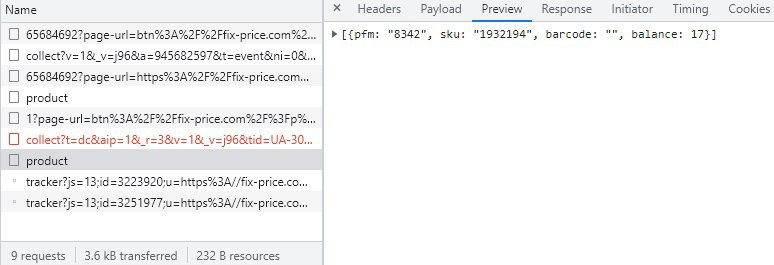 Name
65684692?page-url=btn%3A%2F%2Ffix-price.com%2...
collect?v=1&_v=j96&a=945682597&t=event&ni=0&...
65684692?page-url=https%3A%2F%2Ffix-price.com...
product
1?page-url=btn%3A%2F%2Ffix-price.com%2F%3Fp%...
collect?t=dc&aip=1&_r=3&v=1&_v=j96&tid=UA-30...
product
tracker?js=13;id=3223920;u=https%3A//fix-price.co...
tracker?js=13;id=3251977;u=https%3A//fix-price.co...
9 requests 3.6 kB transferred 232 B resources
× Headers Payload Preview Response Initiator Timing Cookies
[{pfm: "8342", sku: "1932194", barcode: "", balance: 17}]